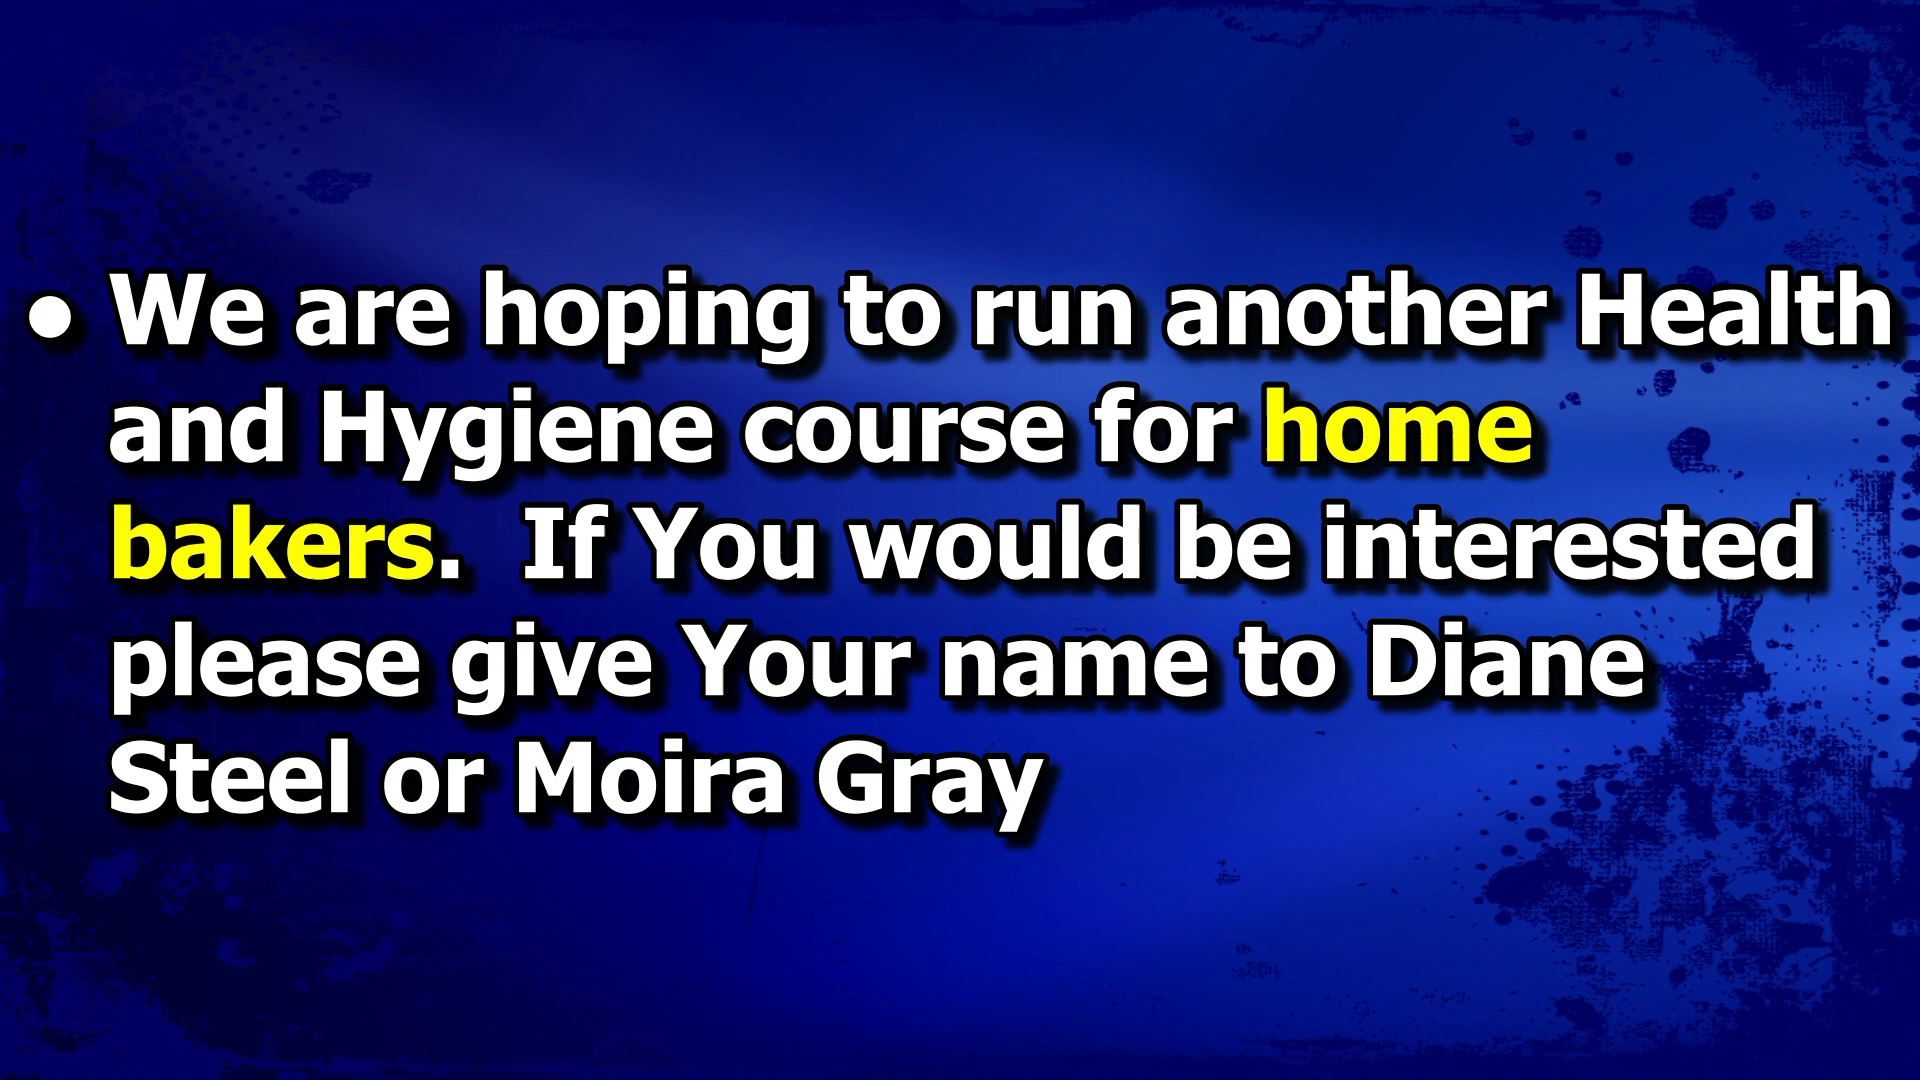 • We are hoping to run another Health
and Hygiene course for home
bakers.  If You would be interested
please give Your name to Diane
Steel or Moira Gray